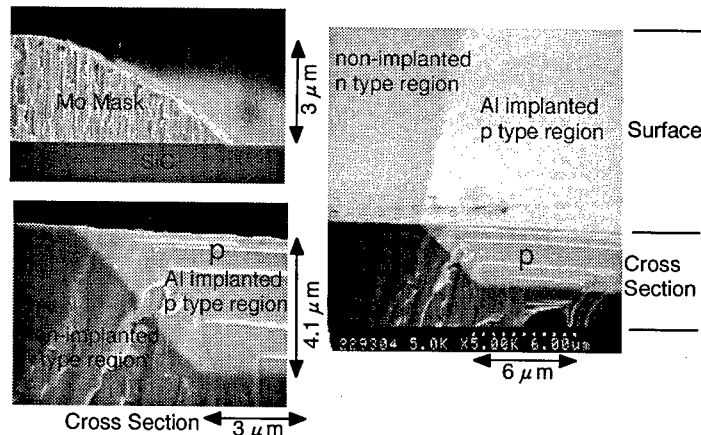 Mo Mask
SiC
3 μm
p
Al implanted
p type region
non-implanted
type region
4.1 μm
Cross Section
3 μm
non-implanted
n type region
Al implanted
p type region
Surface
p
Cross
Section
229304 5.0K X5.00K 6.00um
6 μm